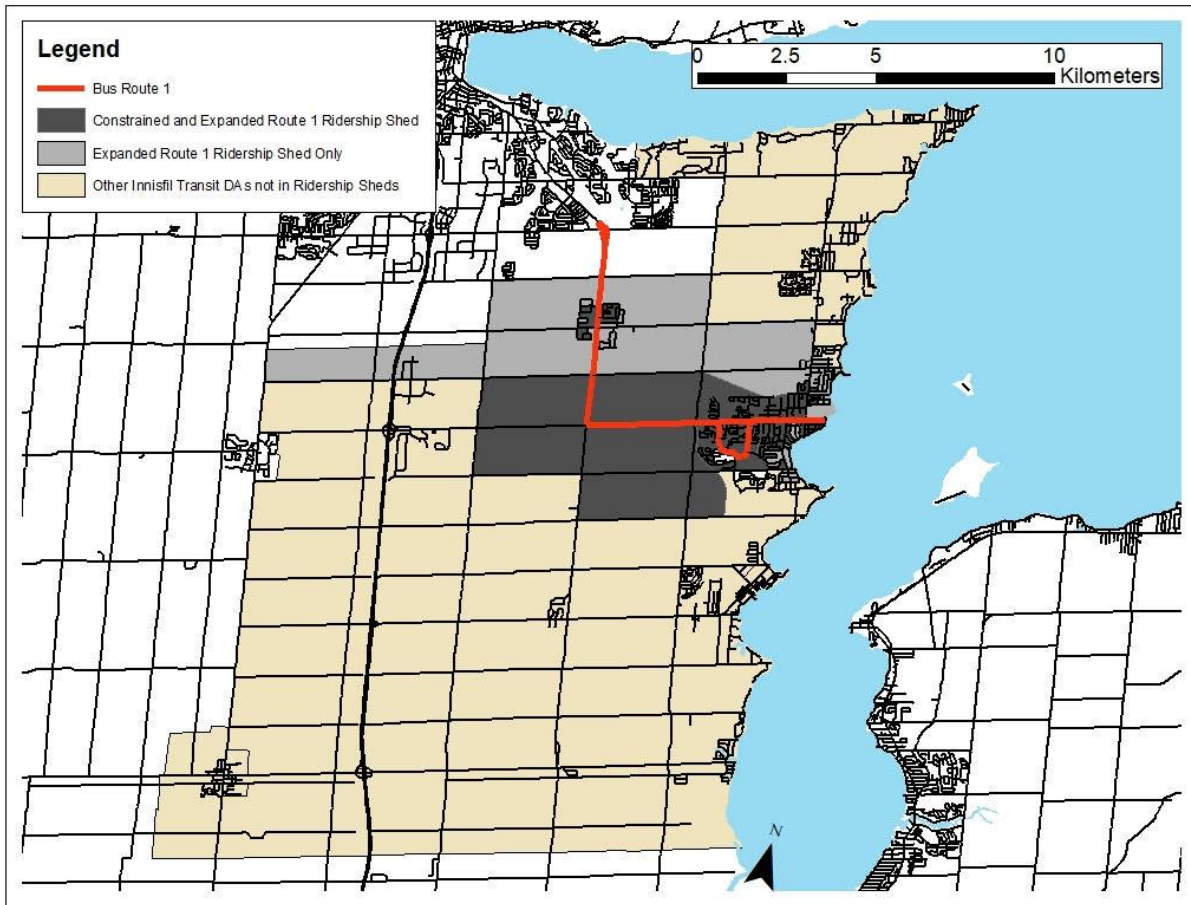 Legend
Bus Route 1
Constrained and Expanded Route 1 Ridership Shed
Expanded Route 1 Ridership Shed Only
Other Innisfil Transit DAs not in Ridership Sheds
0 2.5 5 10
Kilometers
N